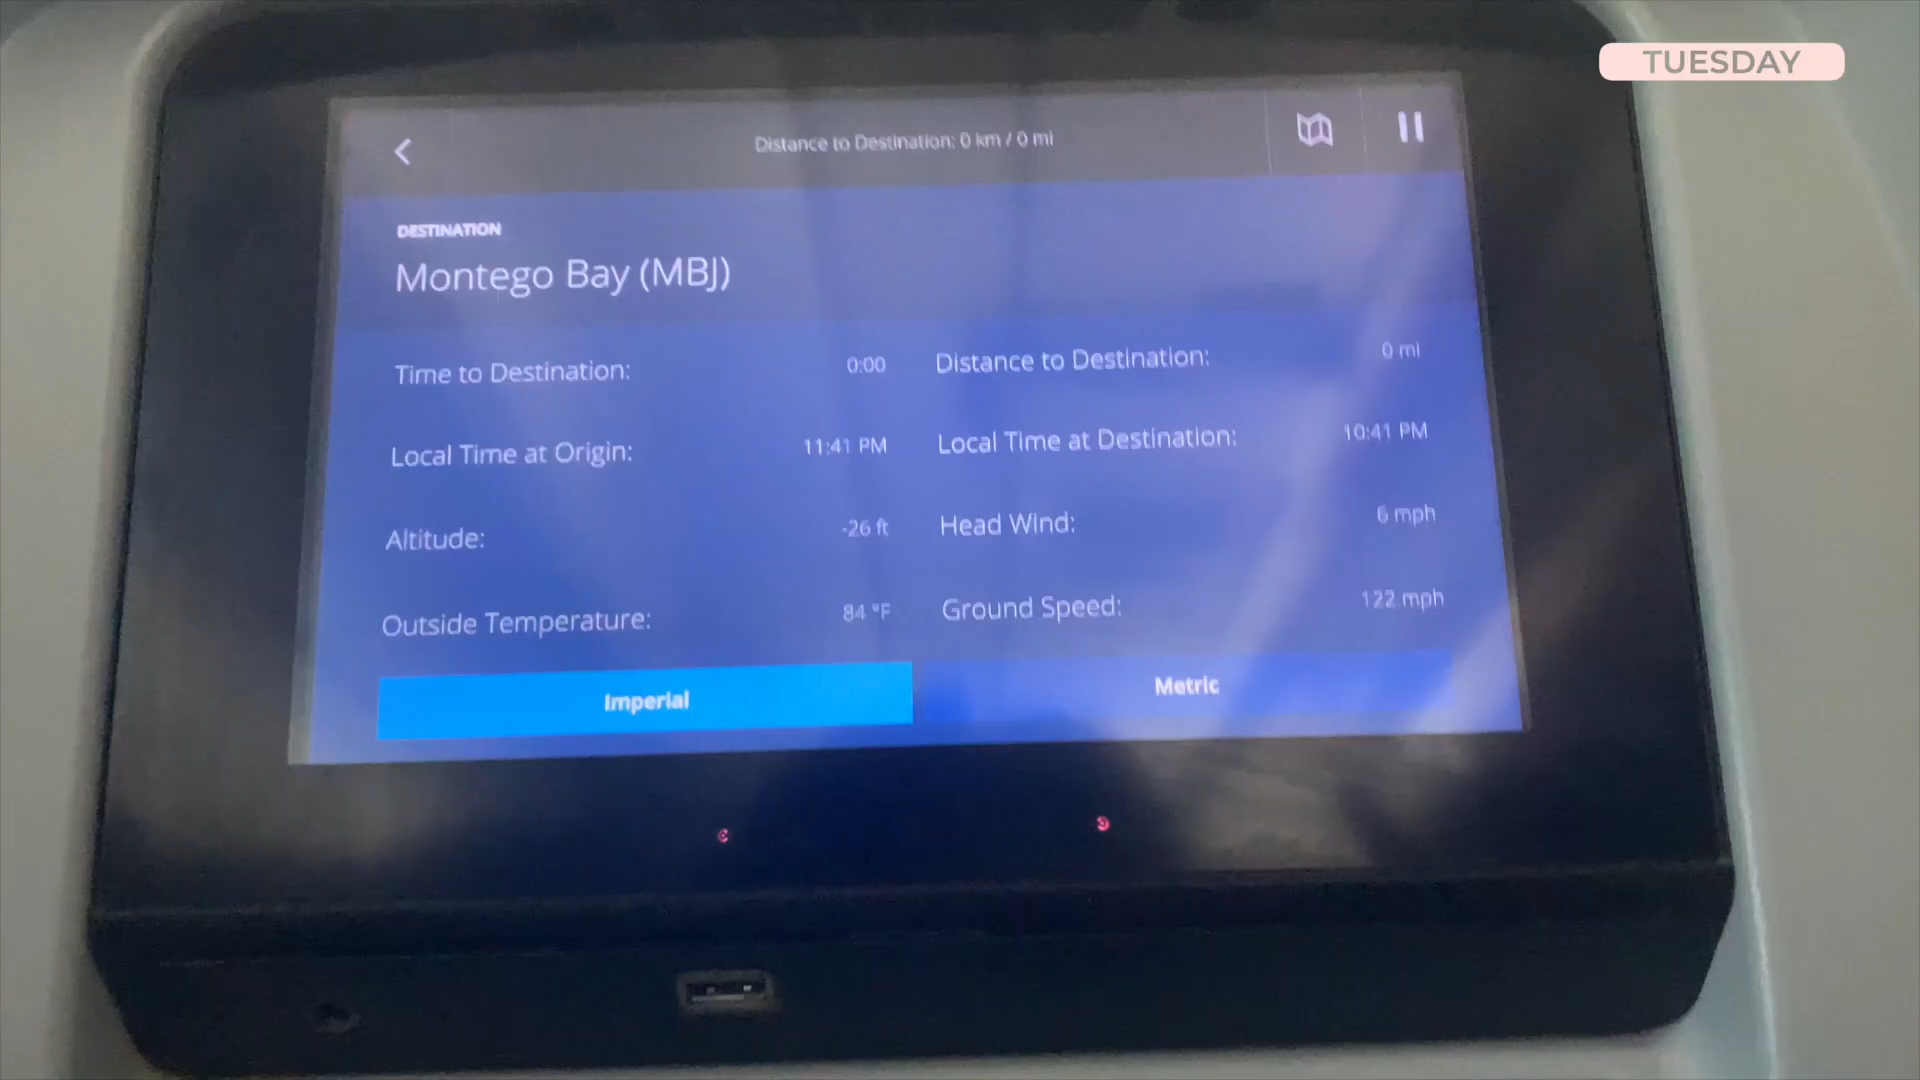 TUESDAY
Distance to Destination: 0 km / 0 mi
DESTINATION
Montego Bay (MBJ)
Time to Destination: 0:00 Distance to Destination: 0 mi
Local Time at Origin: 11:41 PM Local Time at Destination: 10:41 PM
Altitude: -26 ft Head Wind: 6 mph
Outside Temperature: 84 °F Ground Speed: 122 mph
Imperial Metric